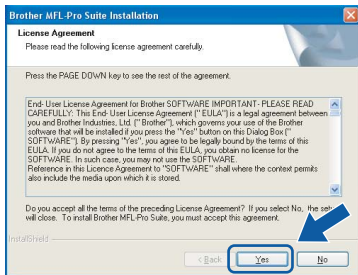 Brother MFL-Pro Suite Installation
License Agreement
Please read the following license agreement carefully.
Press the PAGE DOWN key to see the rest of the agreement.
End- User License Agreement for Brother SOFTWARE IMPORTANT- PLEASE READ
CAREFULLY: This End- User License Agreement (" EULA") is a legal agreement between
you and Brother Industries, Ltd. (" Brother"), which governs your use of the Brother
software that will be installed if you press the "Yes" button on this Dialog Box ("
SOFTWARE"). By pressing "Yes", you agree to be legally bound by the terms of this
EULA. If you do not agree to the terms of this EULA, you obtain no license for the
SOFTWARE. In such case, you may not use the SOFTWARE.
Reference in this Licence Agreement to "SOFTWARE" shall where the context permits
also include the media upon which it is stored.
Do you accept all the terms of the preceding License Agreement? If you select No, the setu
will close. To install Brother MFL-Pro Suite, you must accept this agreement.
InstallShield
< Back
Yes
No